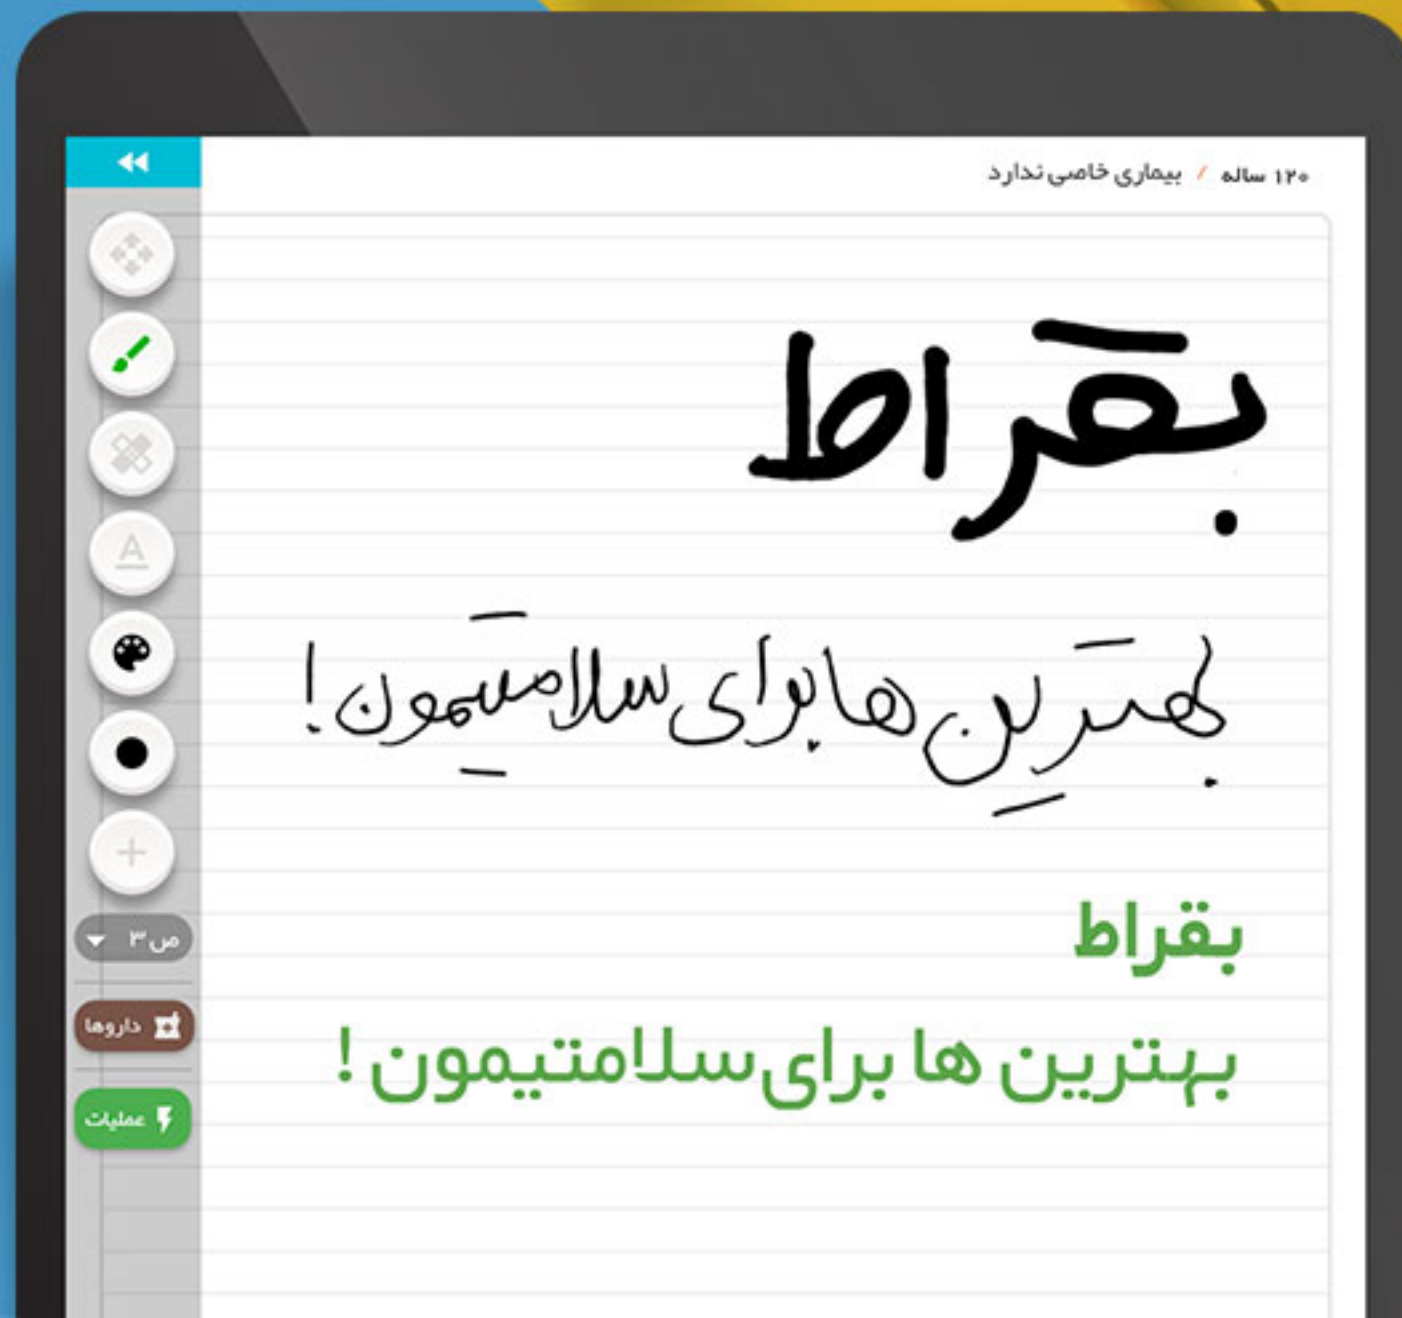 ۱۲۰ ساله / بیماری خاصی ندارد
بقراط
بهترین ها برای سلامتیمون!
بقراط
بهترین ها برای سلامتیمون !
A
ص ۳
داروها
عملیات